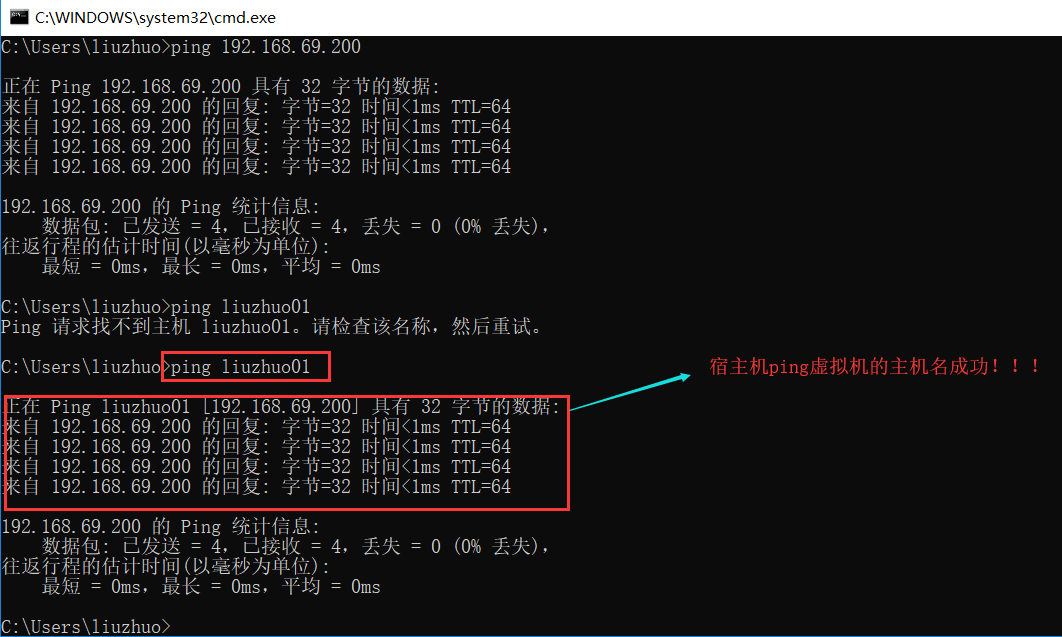 C:\WINDOWS\system32\cmd.exe
C:\Users\liuzhuo>ping 192.168.69.200
正在 Ping 192.168.69.200 具有 32 字节的数据:
来自 192.168.69.200 的回复: 字节=32 时间<1ms TTL=64
来自 192.168.69.200 的回复: 字节=32 时间<1ms TTL=64
来自 192.168.69.200 的回复: 字节=32 时间<1ms TTL=64
来自 192.168.69.200 的回复: 字节=32 时间<1ms TTL=64
192.168.69.200 的 Ping 统计信息:
数据包: 已发送 = 4，已接收 = 4，丢失 = 0 (0% 丢失)，
往返行程的估计时间(以毫秒为单位):
最短 = 0ms，最长 = 0ms，平均 = 0ms
C:\Users\liuzhuo>ping liuzhuo01
Ping 请求找不到主机 liuzhuo01。请检查该名称，然后重试。
C:\Users\liuzhuo>ping liuzhuo01
宿主机ping虚拟机的主机名成功！！！
正在 Ping liuzhuo01 [192.168.69.200] 具有 32 字节的数据:
来自 192.168.69.200 的回复: 字节=32 时间<1ms TTL=64
来自 192.168.69.200 的回复: 字节=32 时间<1ms TTL=64
来自 192.168.69.200 的回复: 字节=32 时间<1ms TTL=64
来自 192.168.69.200 的回复: 字节=32 时间<1ms TTL=64
192.168.69.200 的 Ping 统计信息:
数据包: 已发送 = 4，已接收 = 4，丢失 = 0 (0% 丢失)，
往返行程的估计时间(以毫秒为单位):
最短 = 0ms，最长 = 0ms，平均 = 0ms
C:\Users\liuzhuo>